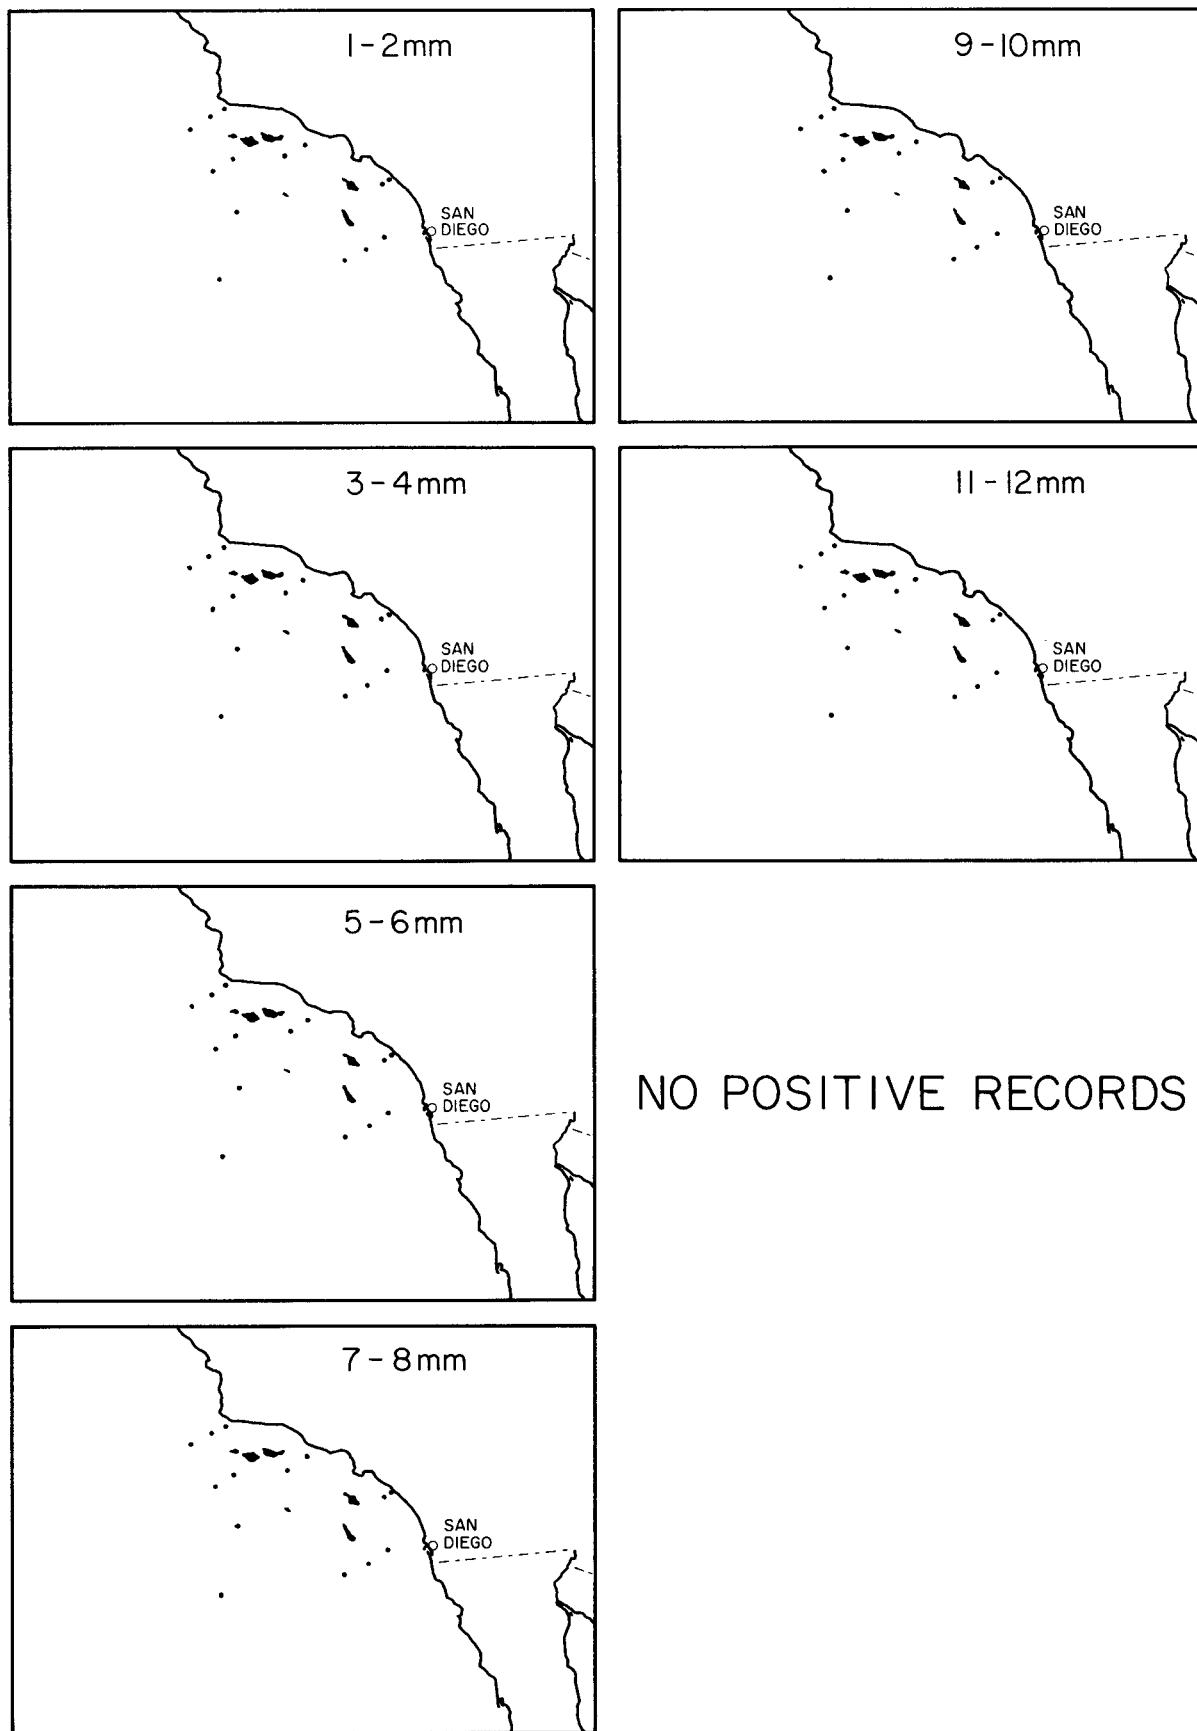 1-2mm
SAN
DIEGO
3-4mm
SAN
DIEGO
5-6mm
SAN
DIEGO
7-8mm
SAN
DIEGO
9-10mm
SAN
DIEGO
11-12mm
SAN
DIEGO
NO POSITIVE RECORDS